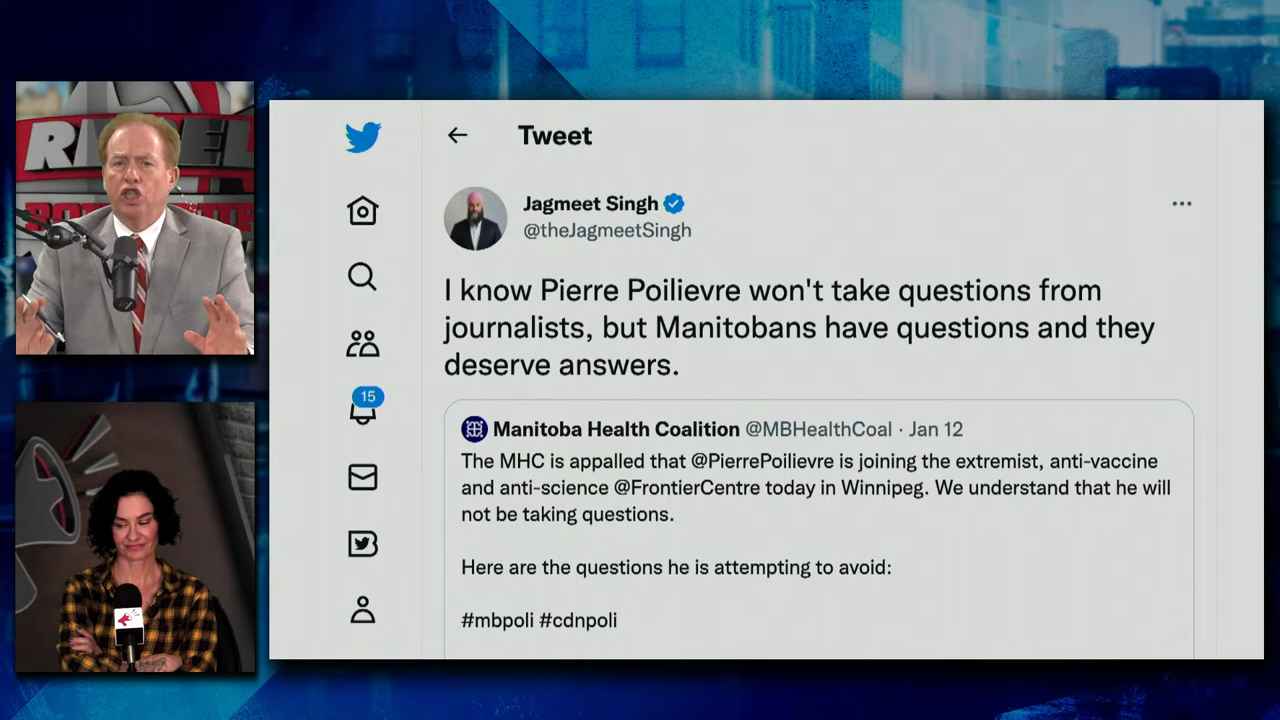 Tweet
Jagmeet Singh
@theJagmeetSingh
I know Pierre Poilievre won't take questions from
journalists, but Manitobans have questions and they
deserve answers.
Manitoba Health Coalition @MBHealthCoal · Jan 12
The MHC is appalled that @PierrePoilievre is joining the extremist, anti-vaccine
and anti-science @FrontierCentre today in Winnipeg. We understand that he will
not be taking questions.
Here are the questions he is attempting to avoid:
#mbpoli #cdnpoli
15